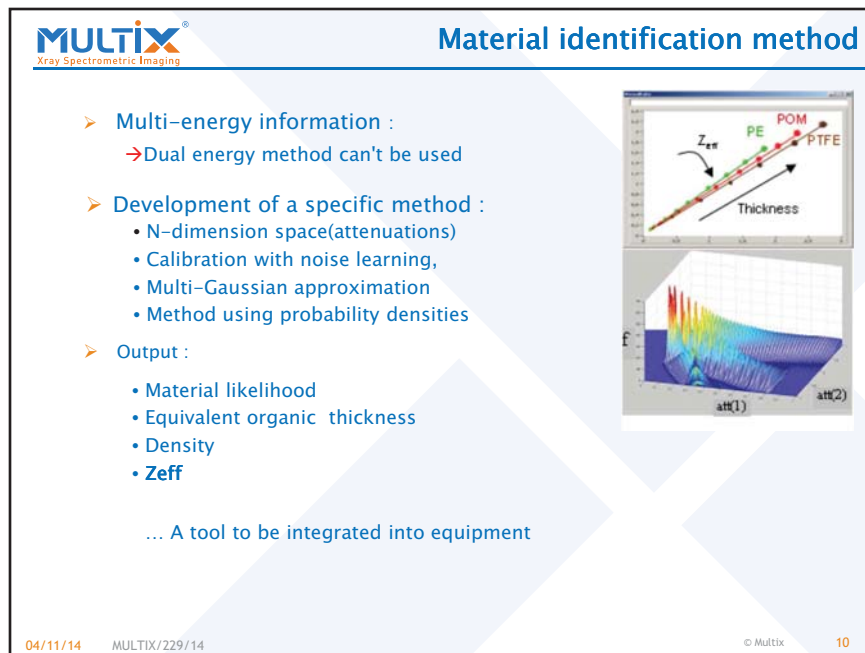 MULTIX®
Xray Spectrometric Imaging
Material identification method
➢ Multi-energy information :
→Dual energy method can't be used
➢ Development of a specific method :
• N-dimension space(attenuations)
• Calibration with noise learning,
• Multi-Gaussian approximation
• Method using probability densities
➢ Output :
• Material likelihood
• Equivalent organic thickness
• Density
• Zeff
... A tool to be integrated into equipment
PE
POM
PTFE
Zeff
Thickness
att(1)
att(2)
04/11/14 MULTIX/229/14
© Multix 10